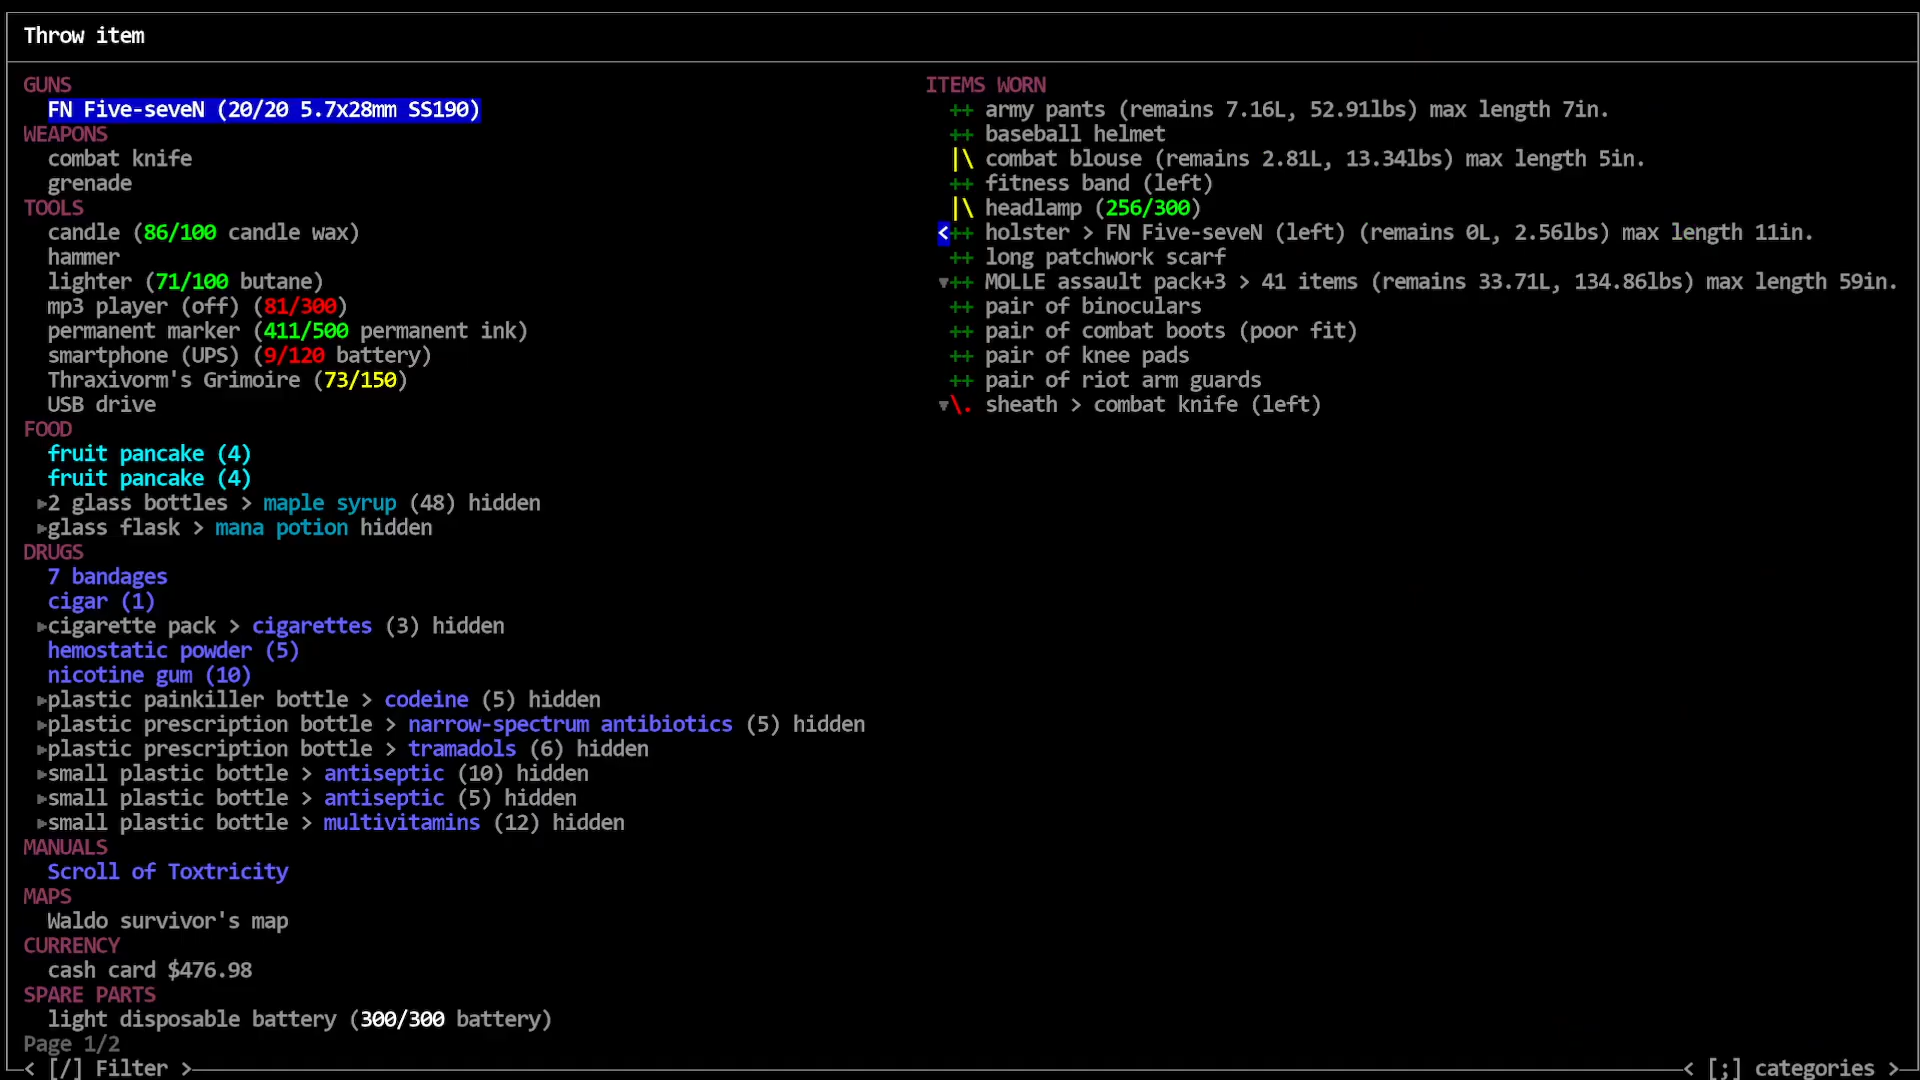 Throw item
GUNS
FN Five-seveN (20/20 5.7x28mm SS190)
WEAPONS
combat knife
grenade
TOOLS
candle (86/100 candle wax)
hammer
lighter (71/100 butane)
mp3 player (off) (81/300)
permanent marker (411/500 permanent ink)
smartphone (UPS) (9/120 battery)
Thraxivorm's Grimoire (73/150)
USB drive
FOOD
fruit pancake (4)
fruit pancake (4)
▸2 glass bottles > maple syrup (48) hidden
▸glass flask > mana potion hidden
DRUGS
7 bandages
cigar (1)
▸cigarette pack > cigarettes (3) hidden
hemostatic powder (5)
nicotine gum (10)
▸plastic painkiller bottle > codeine (5) hidden
▸plastic prescription bottle > narrow-spectrum antibiotics (5) hidden
▸plastic prescription bottle > tramadols (6) hidden
▸small plastic bottle > antiseptic (10) hidden
▸small plastic bottle > antiseptic (5) hidden
▸small plastic bottle > multivitamins (12) hidden
MANUALS
Scroll of Toxtricity
MAPS
Waldo survivor's map
CURRENCY
cash card $476.98
SPARE PARTS
light disposable battery (300/300 battery)
Page 1/2
< [/] Filter >
ITEMS WORN
++ army pants (remains 7.16L, 52.91lbs) max length 7in.
++ baseball helmet
|\ combat blouse (remains 2.81L, 13.34lbs) max length 5in.
++ fitness band (left)
|\ headlamp (256/300)
<++ holster > FN Five-seveN (left) (remains 0L, 2.56lbs) max length 11in.
++ long patchwork scarf
▾++ MOLLE assault pack+3 > 41 items (remains 33.71L, 134.86lbs) max length 59in.
++ pair of binoculars
++ pair of combat boots (poor fit)
++ pair of knee pads
++ pair of riot arm guards
▾\. sheath > combat knife (left)
< [;] categories >